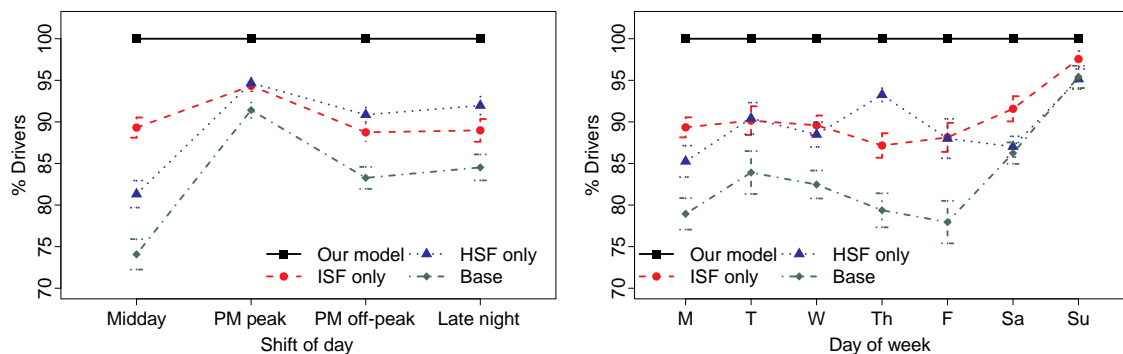 % Drivers
100
95
90
85
80
75
70
Our model
ISF only
HSF only
Base
Midday PM peak PM off-peak Late night
Shift of day
% Drivers
100
95
90
85
80
75
70
Our model
ISF only
HSF only
Base
M T W Th F Sa Su
Day of week